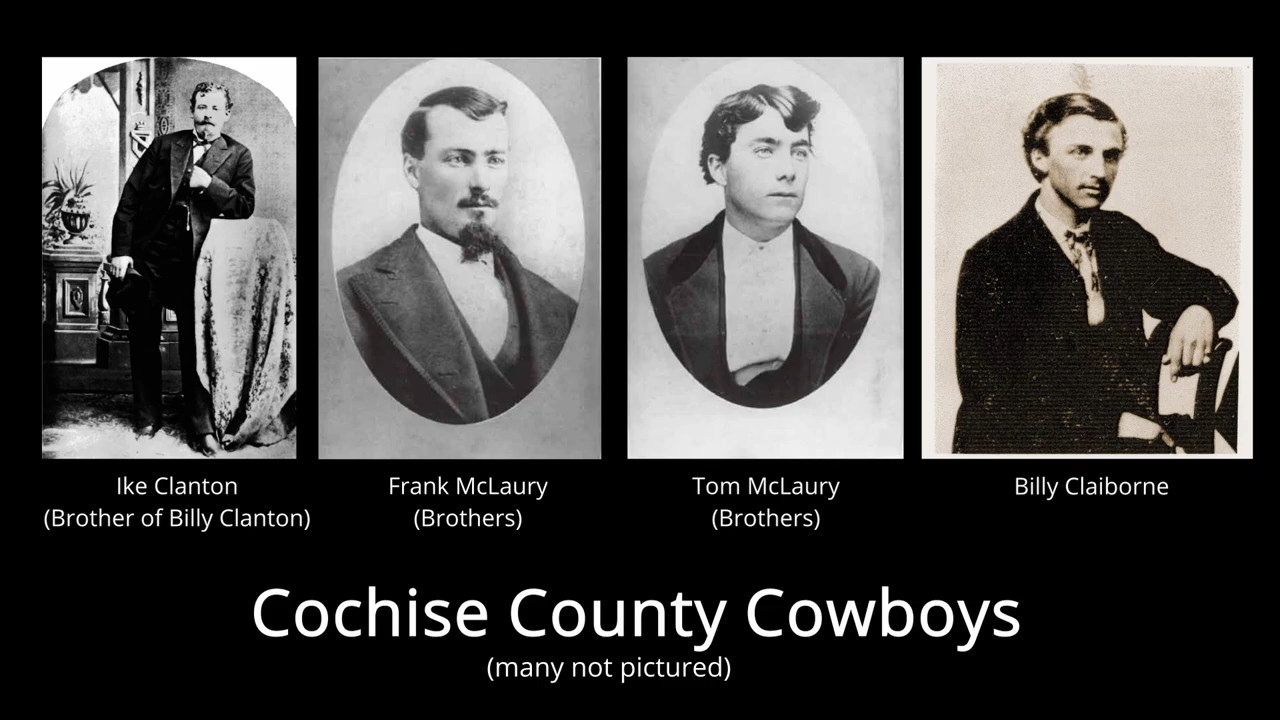 Ike Clanton
(Brother of Billy Clanton)
Frank McLaury
(Brothers)
Tom McLaury
(Brothers)
Billy Claiborne
Cochise County Cowboys
(many not pictured)